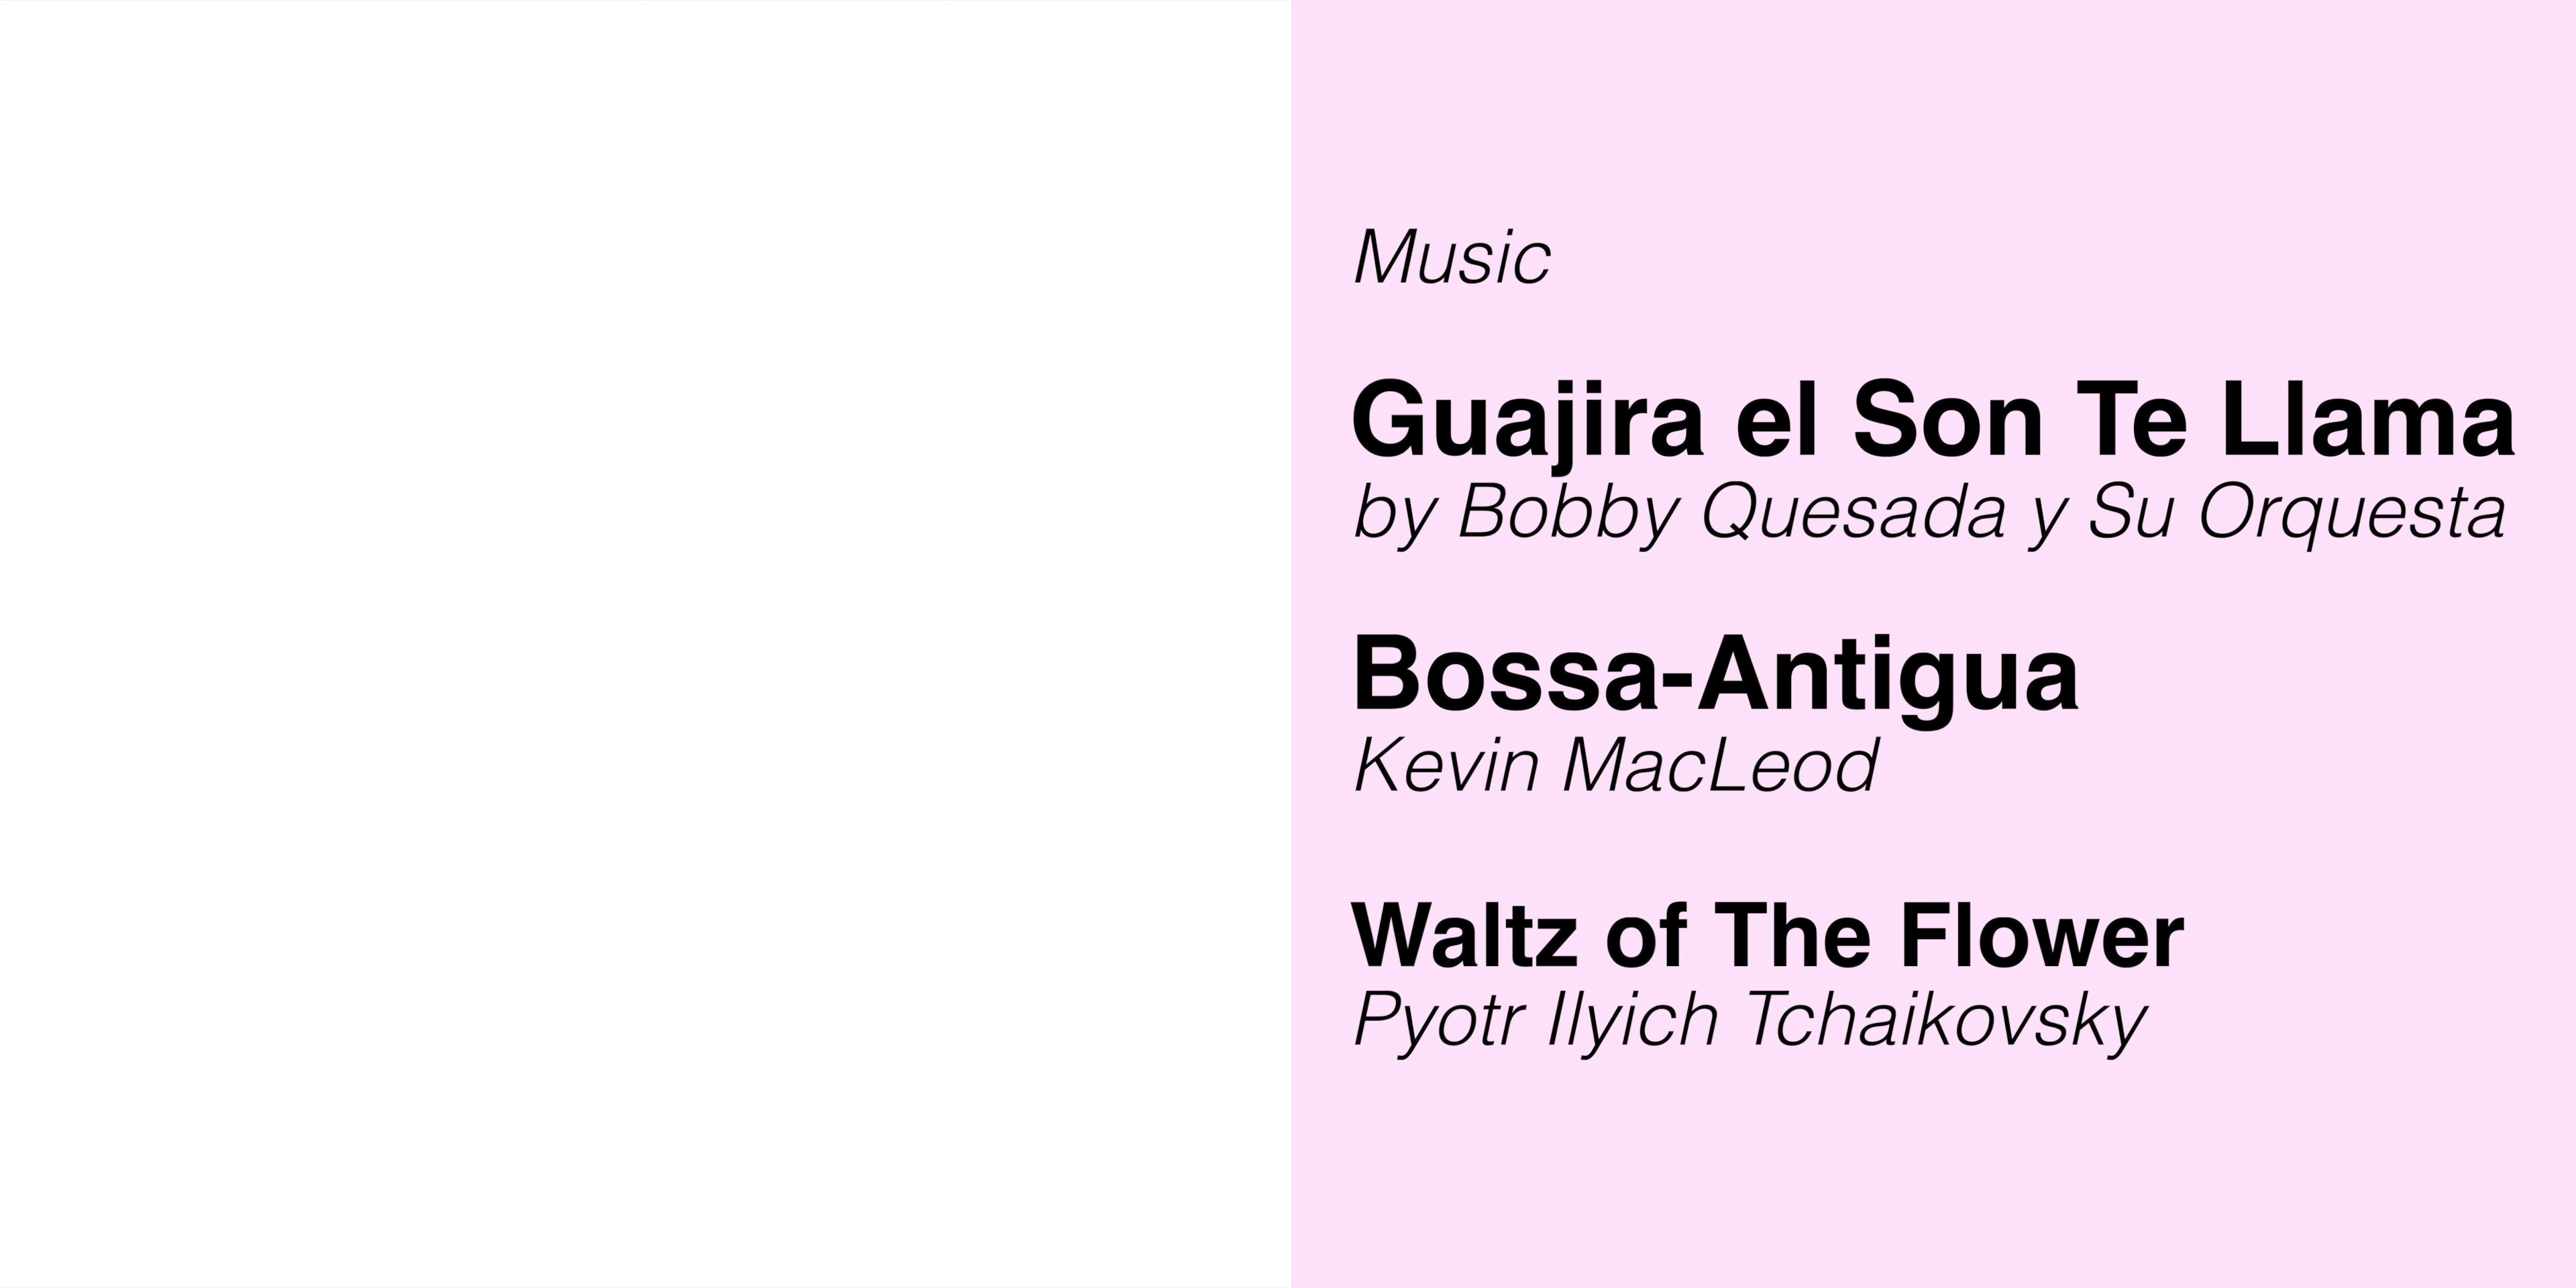 Music
Guajira el Son Te Llama
by Bobby Quesada y Su Orquesta
Bossa-Antigua
Kevin MacLeod
Waltz of The Flower
Pyotr Ilyich Tchaikovsky